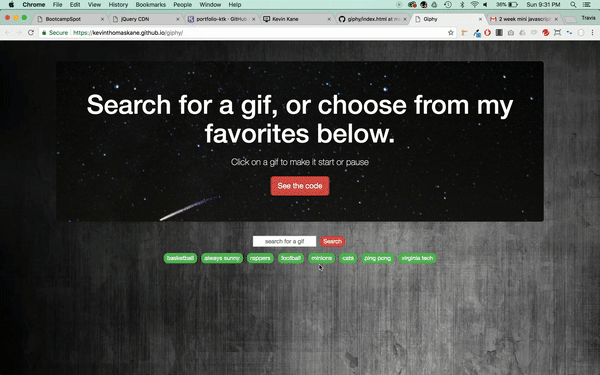 Chrome File Edit View History Bookmarks People Window Help 36% Sun 9:31 PM
BootcampSpot jQuery CDN portfolio-ktk - GitHub Kevin Kane giphy/index.html at ma Giphy 2 week mini javascript Travis
Secure https://kevinthomaskane.github.io/giphy/
Search for a gif, or choose from my
favorites below.
Click on a gif to make it start or pause
See the code
search for a gif Search
basketball always sunny rappers football minions cats ping pong virginia tech